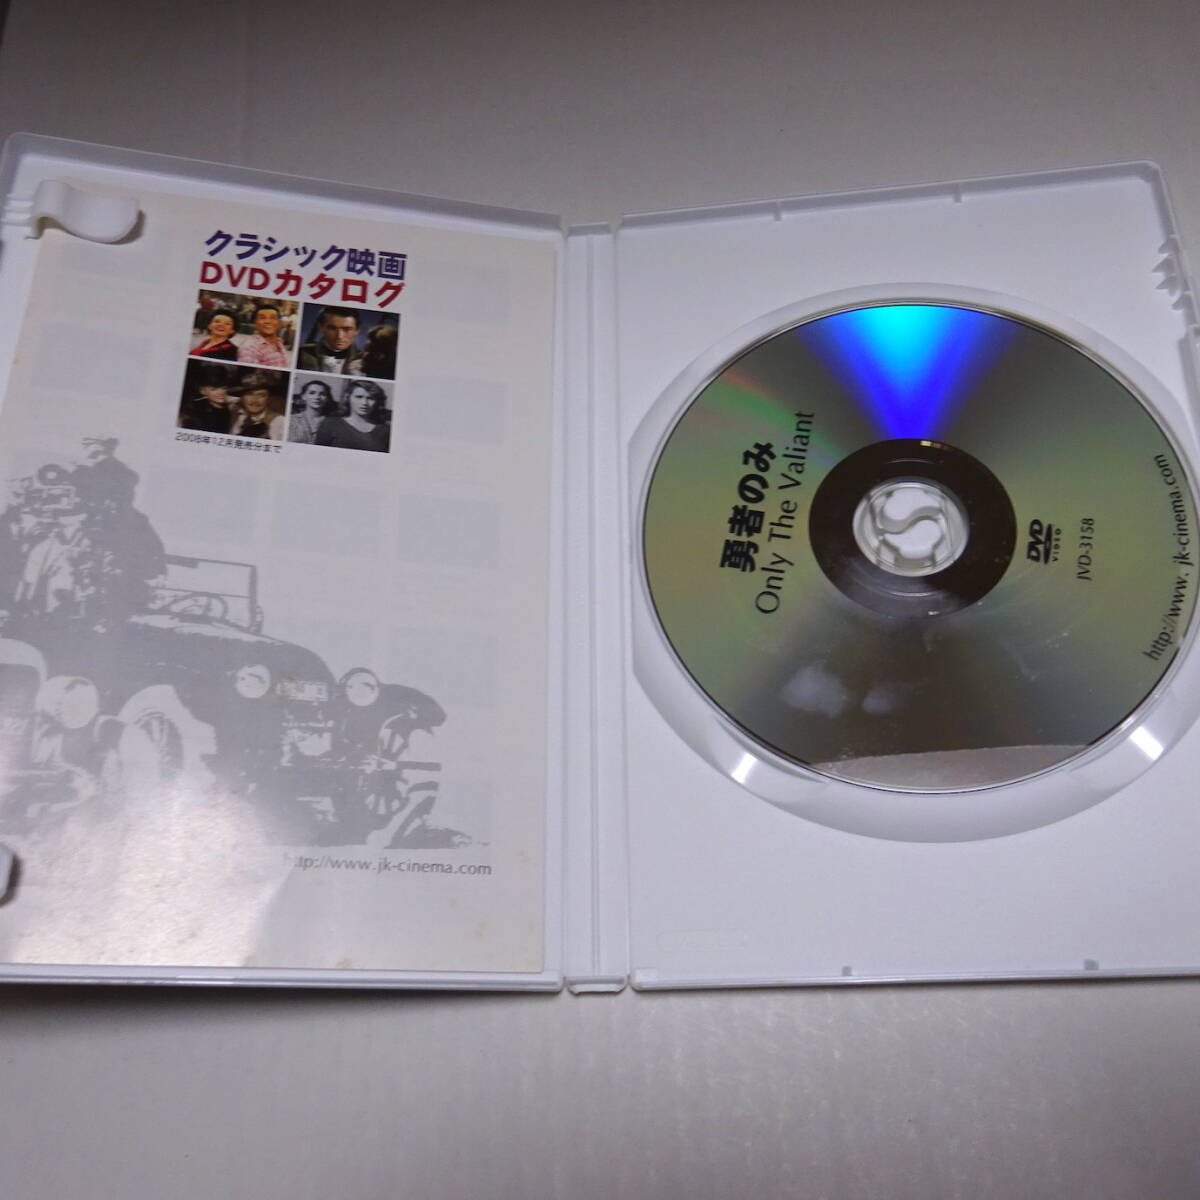 クラシック映画
DVDカタログ
2008年12月発売分まで
http://www.jk-cinema.com
勇者のみ
Only The Valiant
DVD
VIDEO
JVD-3158
http://www.jk-cinema.com